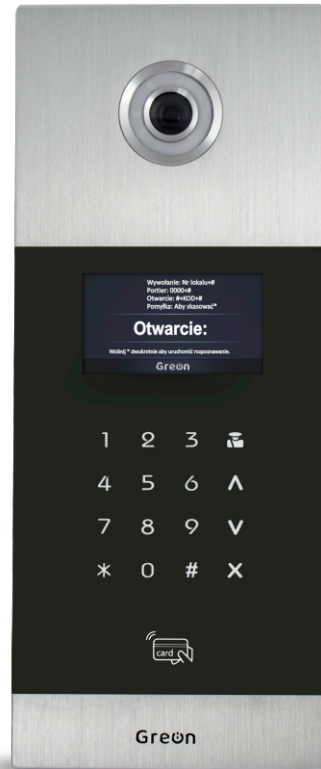 Wywołanie: Nr lokalu+#
Portier: 0000+#
Otwarcie: #+KOD+#
Pomyłka: Aby skasować*
Otwarcie:
Wciśnij * dwukrotnie aby uruchomić rozpoznawanie.
Greon
1 2 3
4 5 6 ∧
7 8 9 ∨
* 0 # X
card
Greon